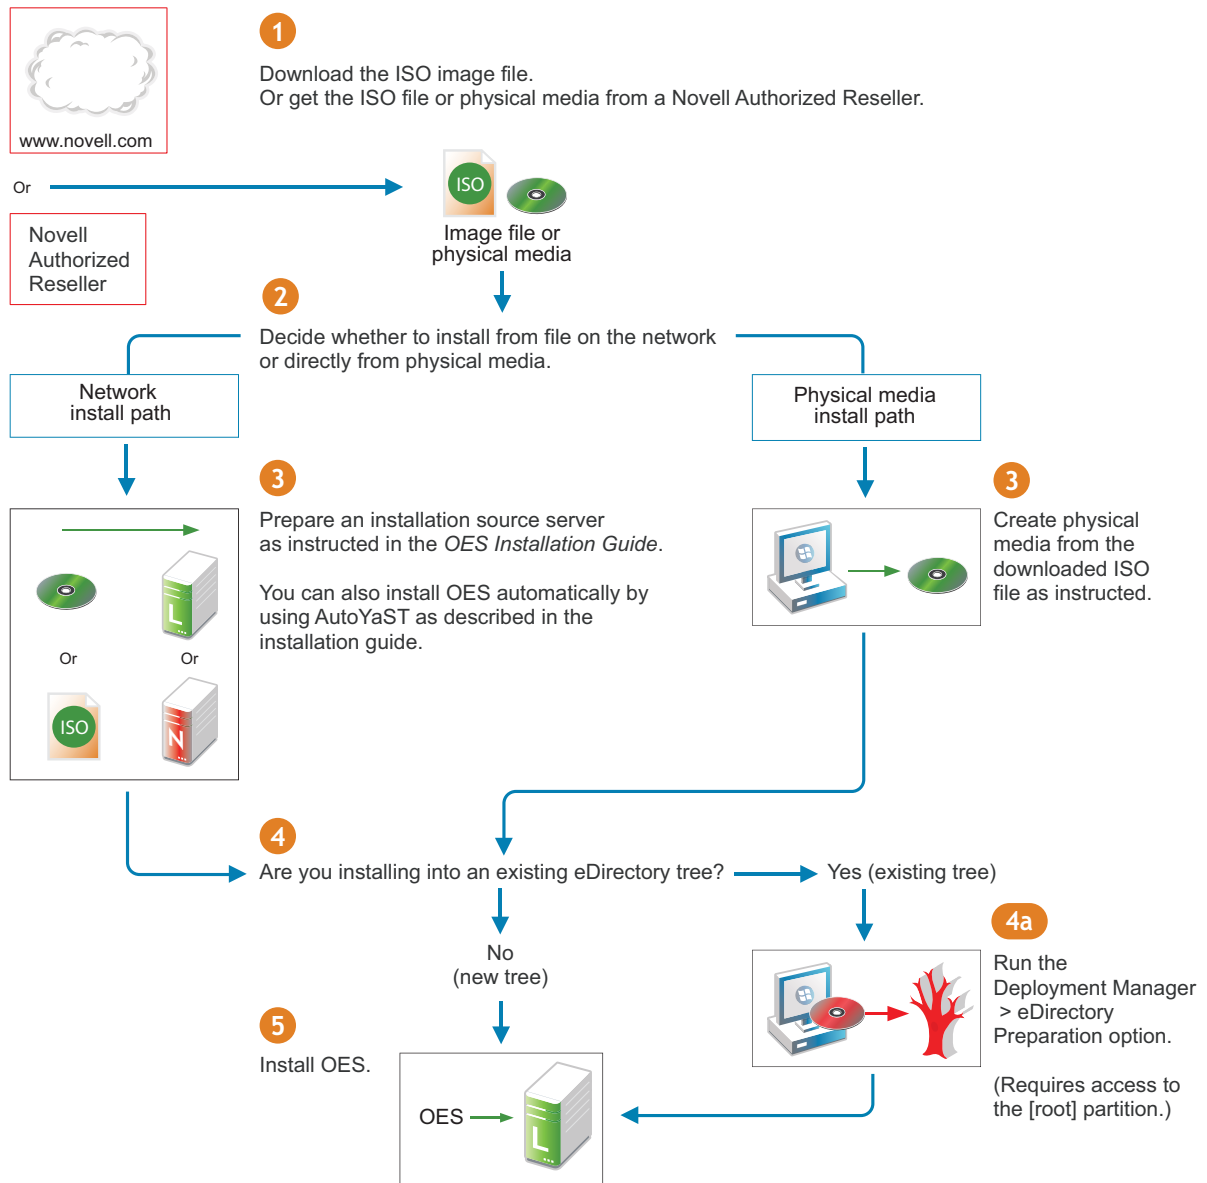 www.novell.com
1
Download the ISO image file.
Or get the ISO file or physical media from a Novell Authorized Reseller.
Or
Novell
Authorized
Reseller
ISO
Image file or
physical media
2
Decide whether to install from file on the network
or directly from physical media.
Network
install path
Physical media
install path
3
Prepare an installation source server
as instructed in the OES Installation Guide.
You can also install OES automatically by
using AutoYaST as described in the
installation guide.
L
Or
Or
ISO
N
3
Create physical
media from the
downloaded ISO
file as instructed.
4
Are you installing into an existing eDirectory tree?
Yes (existing tree)
No
(new tree)
4a
Run the
Deployment Manager
> eDirectory
Preparation option.
(Requires access to
the [root] partition.)
5
Install OES.
OES
L